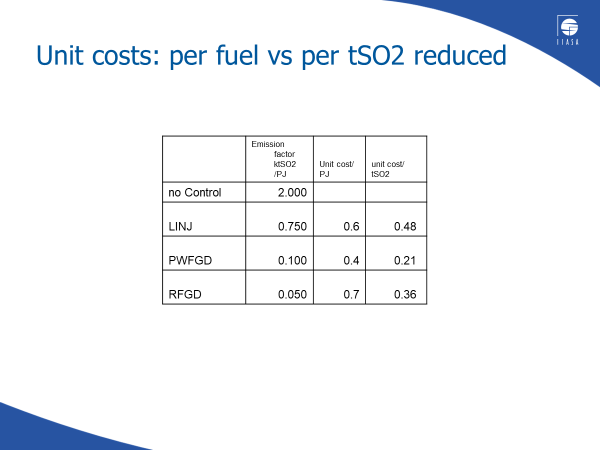 IIASA
Unit costs: per fuel vs per tSO2 reduced
Emission
factor
ktSO2
/PJ
Unit cost/
PJ
unit cost/
tSO2
no Control 2.000
LINJ 0.750 0.6 0.48
PWFGD 0.100 0.4 0.21
RFGD 0.050 0.7 0.36